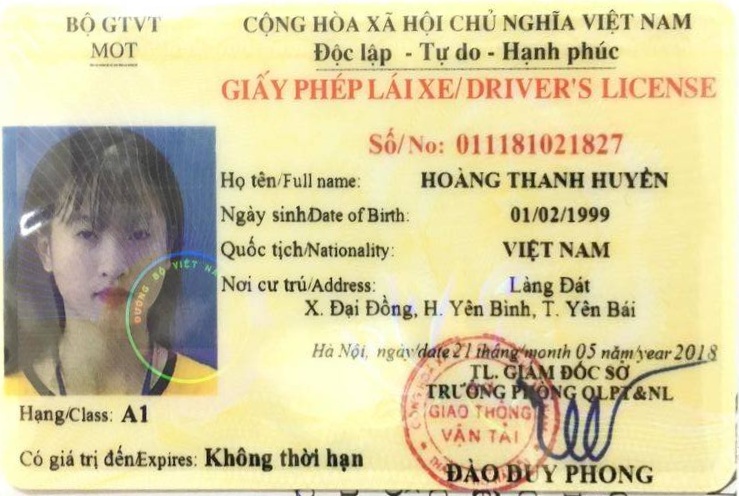 BỘ GTVT
MOT
CỘNG HÒA XÃ HỘI CHỦ NGHĨA VIỆT NAM
Độc lập - Tự do - Hạnh phúc
GIẤY PHÉP LÁI XE/ DRIVER'S LICENSE
Số/No: 011181021827
Họ tên/Full name: HOÀNG THANH HUYỀN
Ngày sinh/Date of Birth: 01/02/1999
Quốc tịch/Nationality: VIỆT NAM
Nơi cư trú/Address: Làng Đát
X. Đại Đồng, H. Yên Bình, T. Yên Bái
Hà Nội, ngày/date 21 tháng/month 05 năm/year 2018
TL. GIÁM ĐỐC SỞ
TRƯỞNG PHÒNG QLPT&NL
GIAO THÔNG
VẬN TẢI
ĐÀO DUY PHONG
ĐƯỜNG BỘ VIỆT NA
Hạng/Class: A1
Có giá trị đến/Expires: Không thời hạn